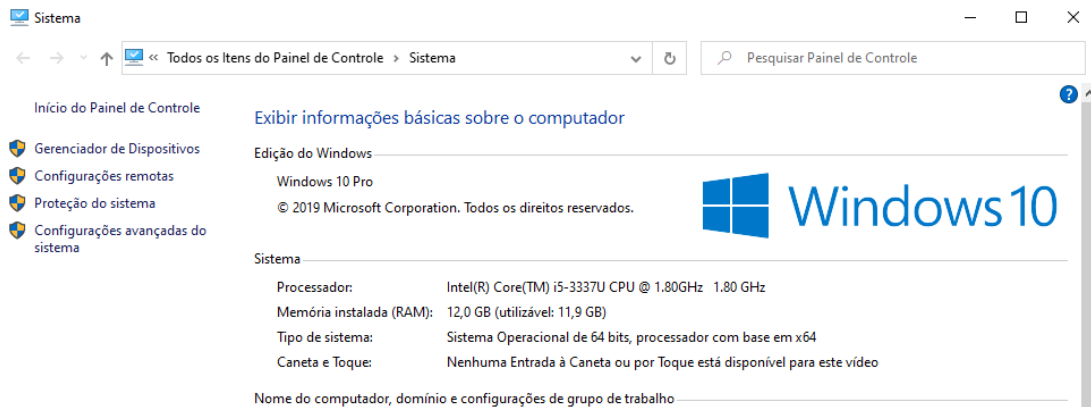 Sistema
« Todos os Itens do Painel de Controle > Sistema
Pesquisar Painel de Controle
Início do Painel de Controle
Gerenciador de Dispositivos
Configurações remotas
Proteção do sistema
Configurações avançadas do
sistema
?
Exibir informações básicas sobre o computador
Edição do Windows
Windows 10 Pro
© 2019 Microsoft Corporation. Todos os direitos reservados.
Windows 10
Sistema
Processador: Intel(R) Core(TM) i5-3337U CPU @ 1.80GHz 1.80 GHz
Memória instalada (RAM): 12,0 GB (utilizável: 11,9 GB)
Tipo de sistema: Sistema Operacional de 64 bits, processador com base em x64
Caneta e Toque: Nenhuma Entrada à Caneta ou por Toque está disponível para este vídeo
Nome do computador, domínio e configurações de grupo de trabalho